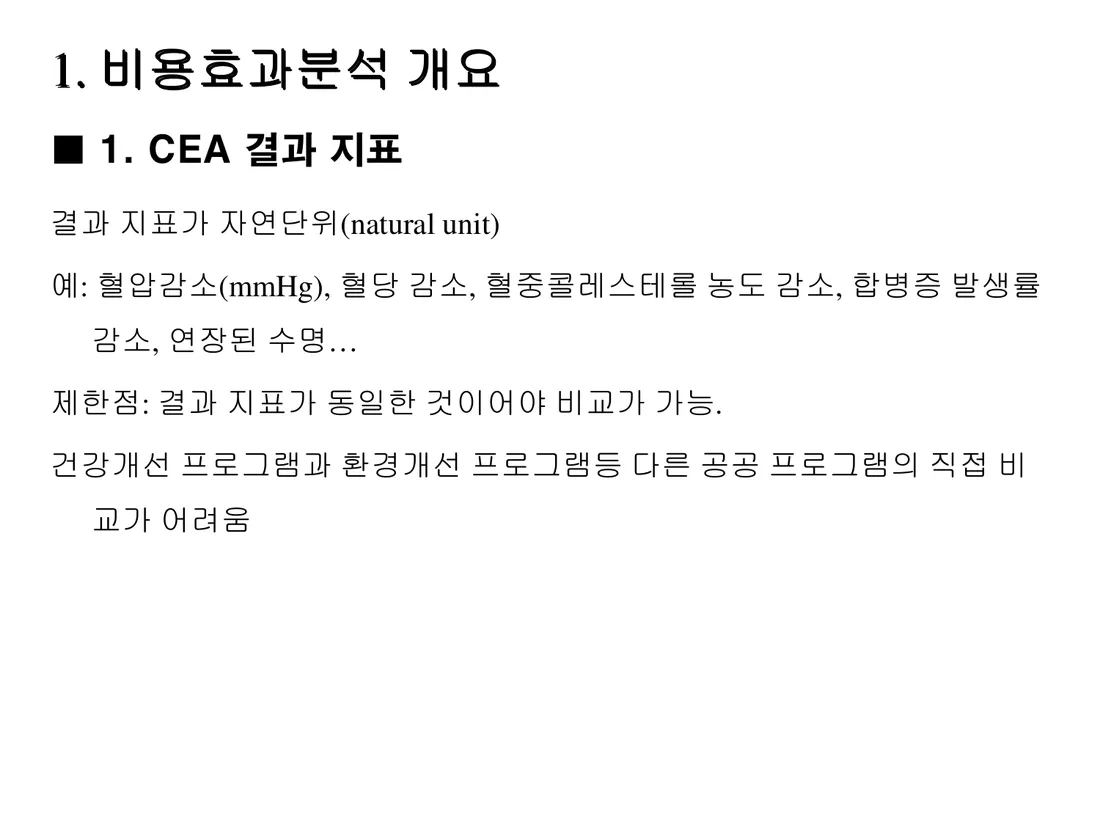 1. 비용효과분석 개요
■ 1. CEA 결과 지표
결과 지표가 자연단위(natural unit)
예: 혈압감소(mmHg), 혈당 감소, 혈중콜레스테롤 농도 감소, 합병증 발생률
감소, 연장된 수명…
제한점: 결과 지표가 동일한 것이어야 비교가 가능.
건강개선 프로그램과 환경개선 프로그램등 다른 공공 프로그램의 직접 비
교가 어려움